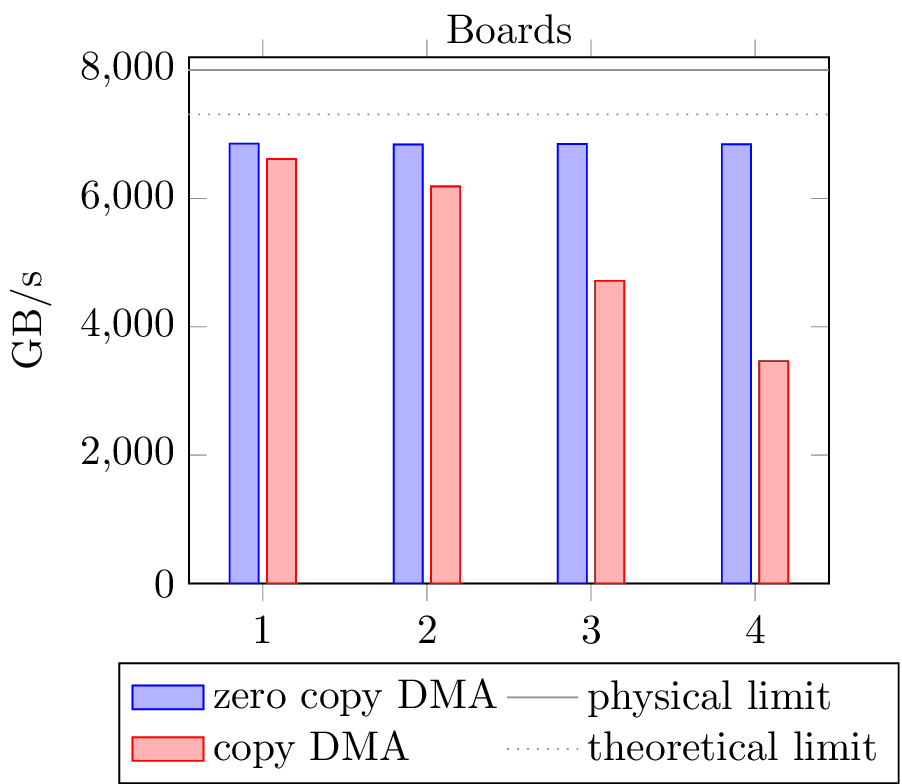 Boards
8,000
6,000
4,000
2,000
0
GB/s
1 2 3 4
zero copy DMA physical limit
copy DMA theoretical limit